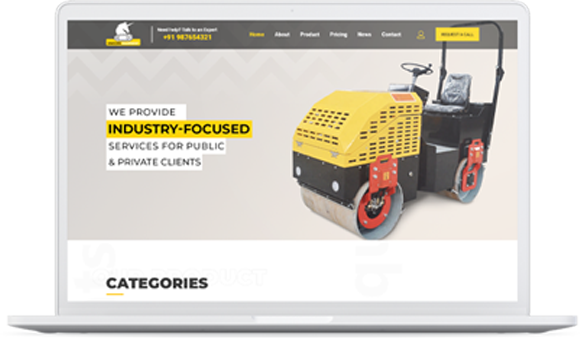 Need help? Talk to an Expert
+91 987654321
Home
About
Product
Pricing
News
Contact
REQUEST A CALL
WE PROVIDE
INDUSTRY-FOCUSED
SERVICES FOR PUBLIC
& PRIVATE CLIENTS
CATEGORIES